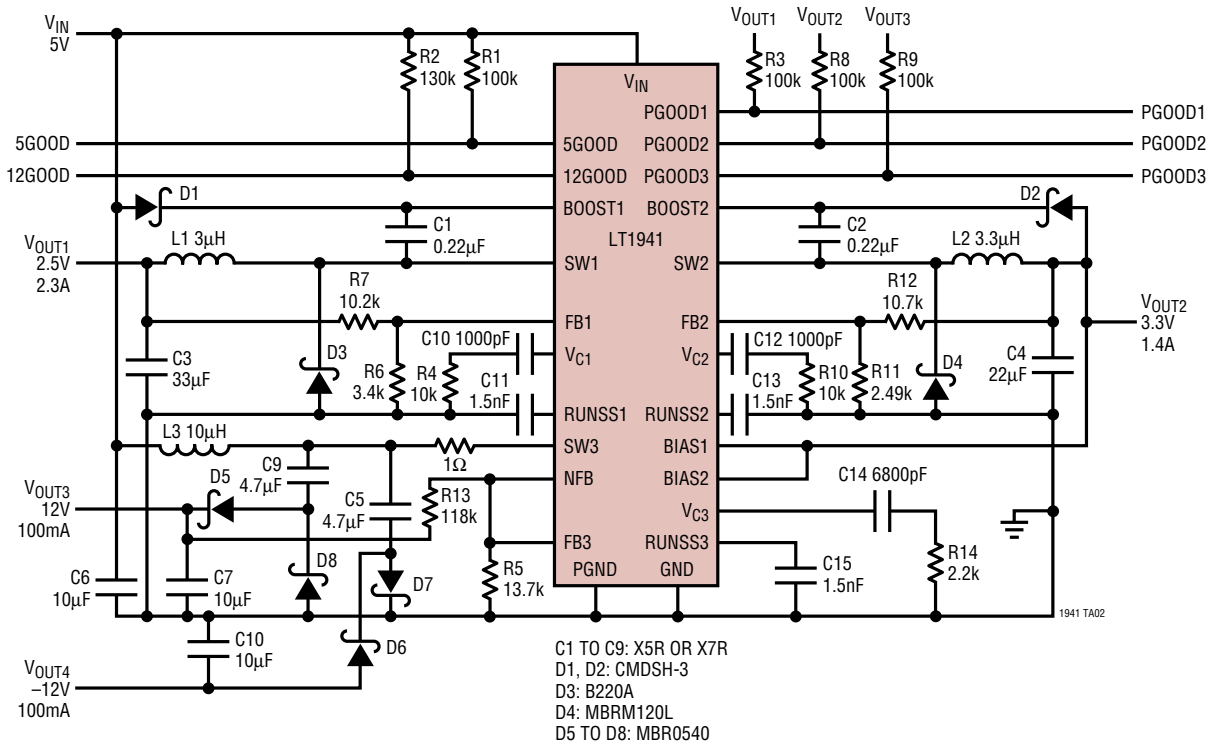 VIN
5V
R2
130k
R1
100k
VOUT1
VOUT2
VOUT3
R3
100k
R8
100k
R9
100k
VIN
PGOOD1
PGOOD1
5GOOD
5GOOD
PGOOD2
PGOOD2
12GOOD
12GOOD
PGOOD3
PGOOD3
D1
BOOST1
BOOST2
D2
C1
0.22µF
LT1941
C2
0.22µF
VOUT1
2.5V
2.3A
L1 3µH
SW1
SW2
L2 3.3µH
R7
10.2k
FB1
FB2
R12
10.7k
VOUT2
3.3V
1.4A
C3
33µF
D3
R6
3.4k
R4
10k
C10 1000pF
VC1
VC2
C12 1000pF
C11
1.5nF
C13
1.5nF
R10
10k
R11
2.49k
D4
C4
22µF
RUNSS1
RUNSS2
L3 10µH
1Ω
SW3
BIAS1
NFB
BIAS2
C9
4.7µF
D5
C5
4.7µF
R13
118k
VOUT3
12V
100mA
VC3
C14 6800pF
FB3
RUNSS3
C6
10µF
C7
10µF
D8
D7
R5
13.7k
PGND
GND
C15
1.5nF
R14
2.2k
1941 TA02
C10
10µF
D6
VOUT4
–12V
100mA
C1 TO C9: X5R OR X7R
D1, D2: CMDSH-3
D3: B220A
D4: MBRM120L
D5 TO D8: MBR0540